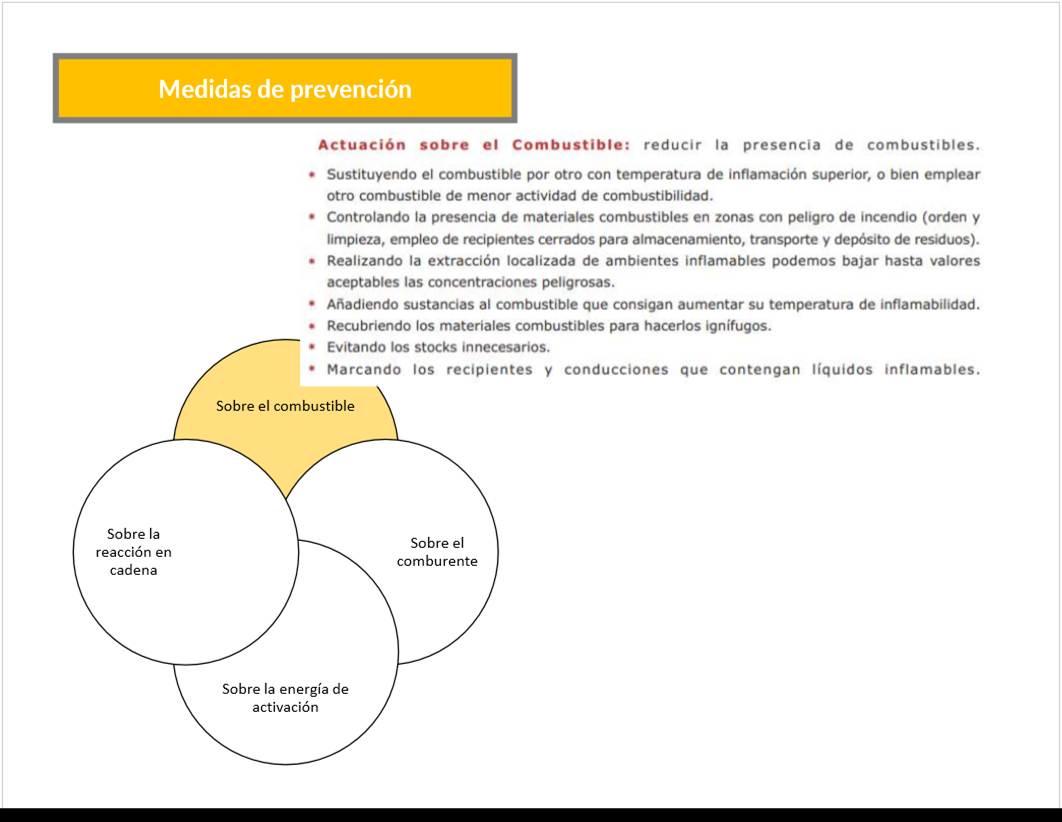 Medidas de prevención
Actuación sobre el Combustible: reducir la presencia de combustibles.
* Sustituyendo el combustible por otro con temperatura de inflamación superior, o bien emplear
otro combustible de menor actividad de combustibilidad.
* Controlando la presencia de materiales combustibles en zonas con peligro de incendio (orden y
limpieza, empleo de recipientes cerrados para almacenamiento, transporte y depósito de residuos).
* Realizando la extracción localizada de ambientes inflamables podemos bajar hasta valores
aceptables las concentraciones peligrosas.
* Añadiendo sustancias al combustible que consigan aumentar su temperatura de inflamabilidad.
* Recubriendo los materiales combustibles para hacerlos ignífugos.
* Evitando los stocks innecesarios.
* Marcando los recipientes y conducciones que contengan líquidos inflamables.
Sobre el combustible
Sobre la
reacción en
cadena
Sobre el
comburente
Sobre la energía de
activación